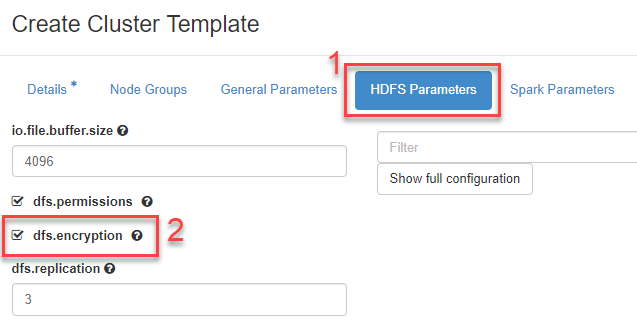 Create Cluster Template
1
Details * Node Groups General Parameters HDFS Parameters Spark Parameters
io.file.buffer.size ?
4096
Filter
Show full configuration
dfs.permissions ?
dfs.encryption ?
2
dfs.replication ?
3